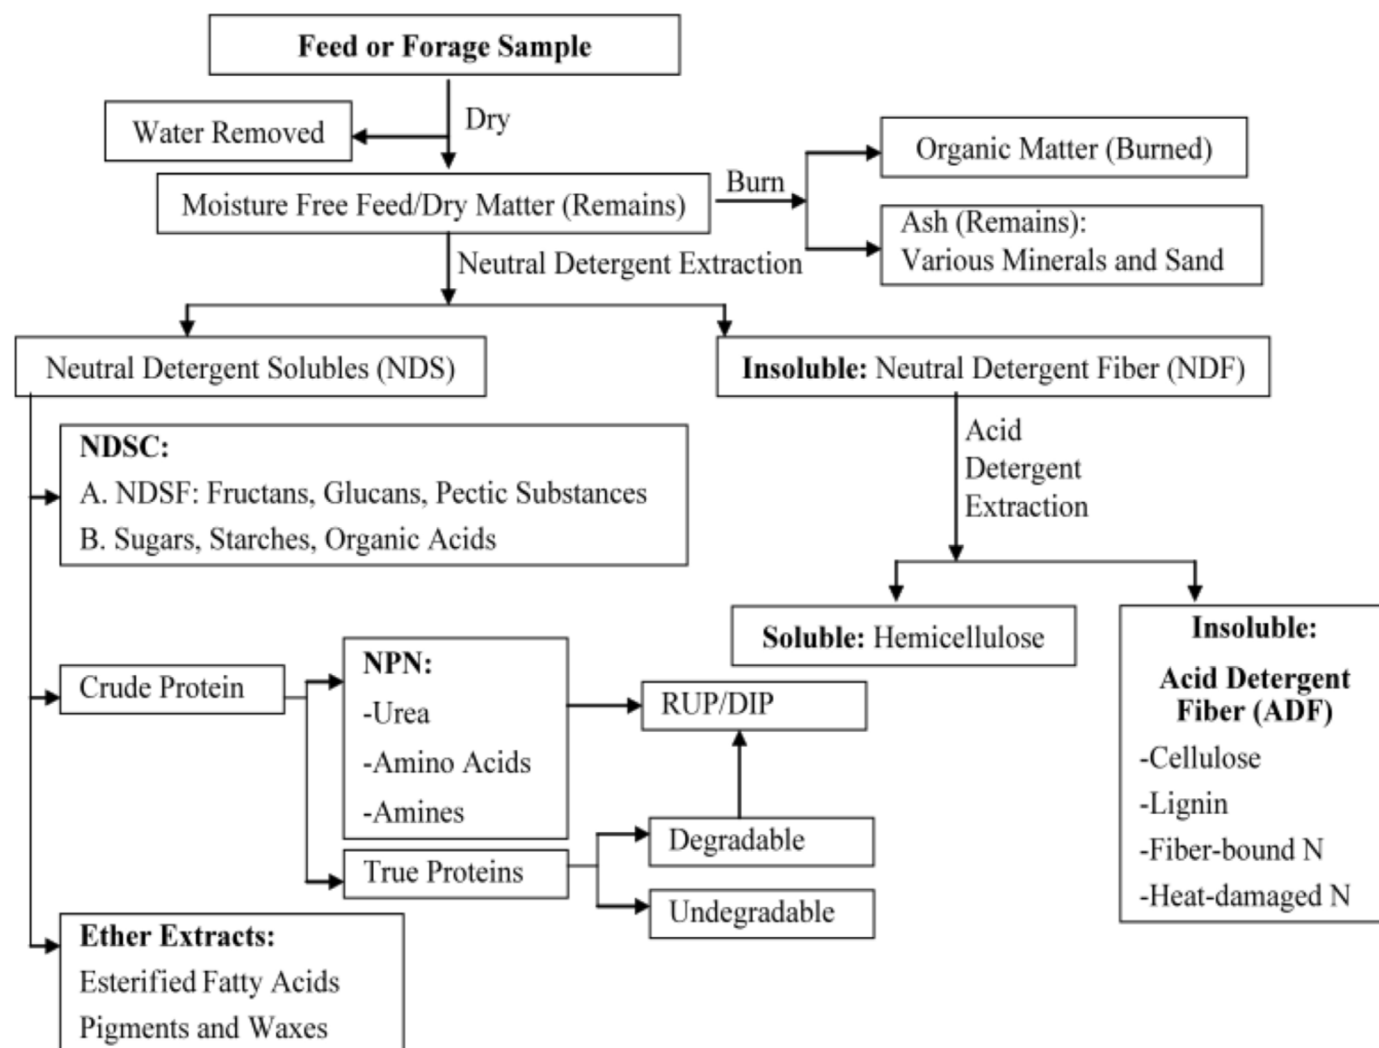 Feed or Forage Sample
Dry
Water Removed
Organic Matter (Burned)
Burn
Moisture Free Feed/Dry Matter (Remains)
Ash (Remains):
Various Minerals and Sand
Neutral Detergent Extraction
Neutral Detergent Solubles (NDS)
Insoluble: Neutral Detergent Fiber (NDF)
NDSC:
A. NDSF: Fructans, Glucans, Pectic Substances
B. Sugars, Starches, Organic Acids
Acid
Detergent
Extraction
Soluble: Hemicellulose
Insoluble:
Acid Detergent
Fiber (ADF)
-Cellulose
-Lignin
-Fiber-bound N
-Heat-damaged N
Crude Protein
NPN:
-Urea
-Amino Acids
-Amines
RUP/DIP
True Proteins
Degradable
Undegradable
Ether Extracts:
Esterified Fatty Acids
Pigments and Waxes